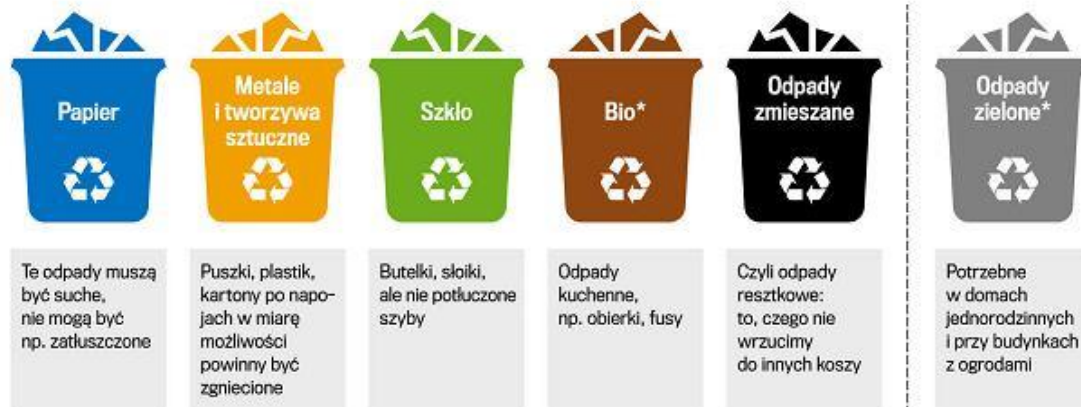 Papier
Metale
i tworzywa
sztuczne
Szkło
Bio*
Odpady
zmieszane
Odpady
zielone*
Te odpady muszą
być suche,
nie mogą być
np. zatłuszczone
Puszki, plastik,
kartony po napo-
jach w miarę
możliwości
powinny być
zgniecione
Butelki, słoiki,
ale nie potłuczone
szyby
Odpady
kuchenne,
np. obierki, fusy
Czyli odpady
resztkowe:
to, czego nie
wrzucimy
do innych koszy
Potrzebne
w domach
jednorodzinnych
i przy budynkach
z ogrodami